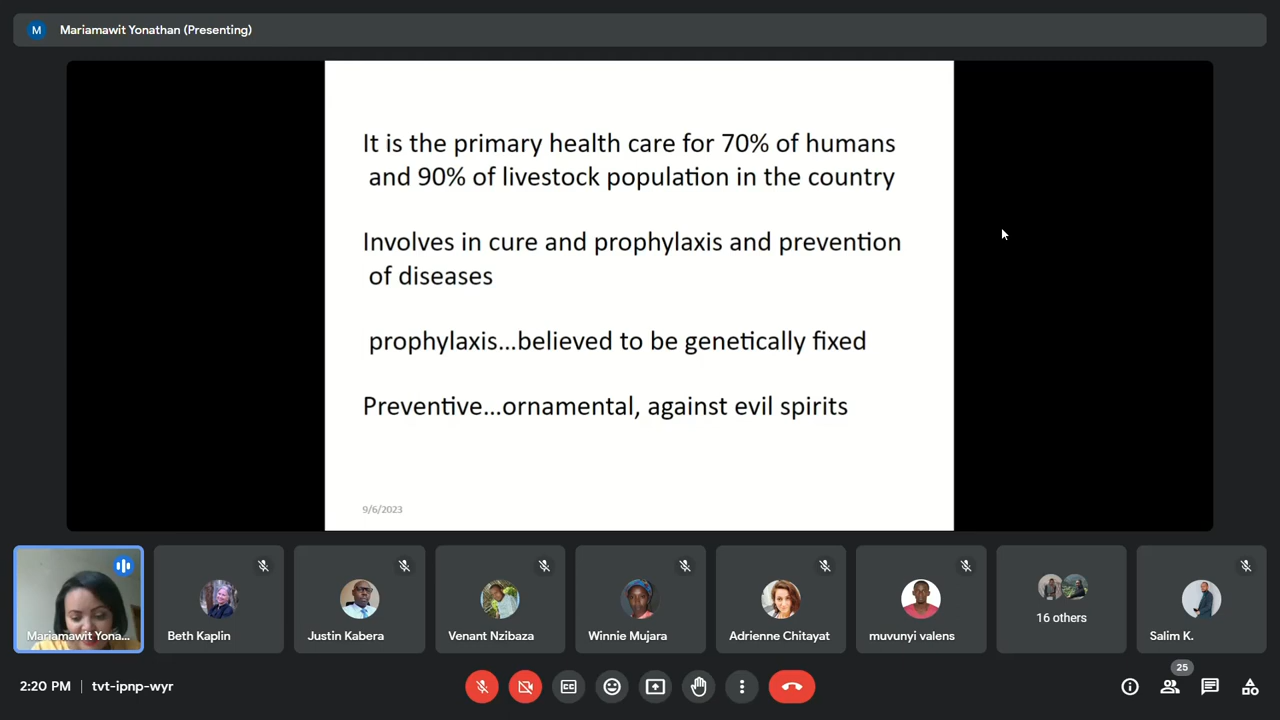 M Mariamawit Yonathan (Presenting)
It is the primary health care for 70% of humans
and 90% of livestock population in the country
Involves in cure and prophylaxis and prevention
of diseases
prophylaxis...believed to be genetically fixed
Preventive...ornamental, against evil spirits
9/6/2023
Mariamawit Yona...
Beth Kaplin
Justin Kabera
Venant Nzibaza
Winnie Mujara
Adrienne Chitayat
muvunyi valens
16 others
Salim K.
2:20 PM | tvt-ipnp-wyr
25